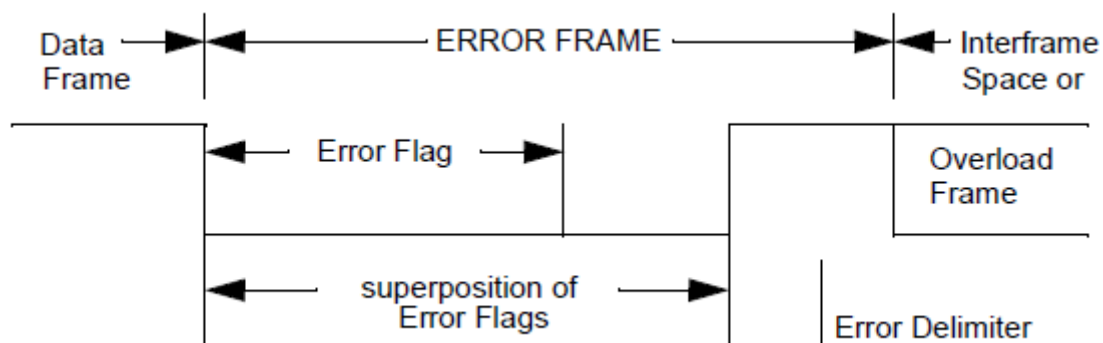 Data
Frame
ERROR FRAME
Interframe
Space or
Error Flag
Overload
Frame
superposition of
Error Flags
Error Delimiter